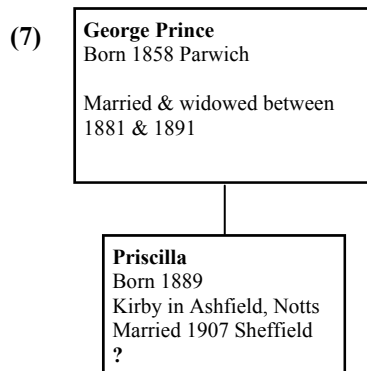 (7)
George Prince
Born 1858 Parwich
Married & widowed between
1881 & 1891
Priscilla
Born 1889
Kirby in Ashfield, Notts
Married 1907 Sheffield
?